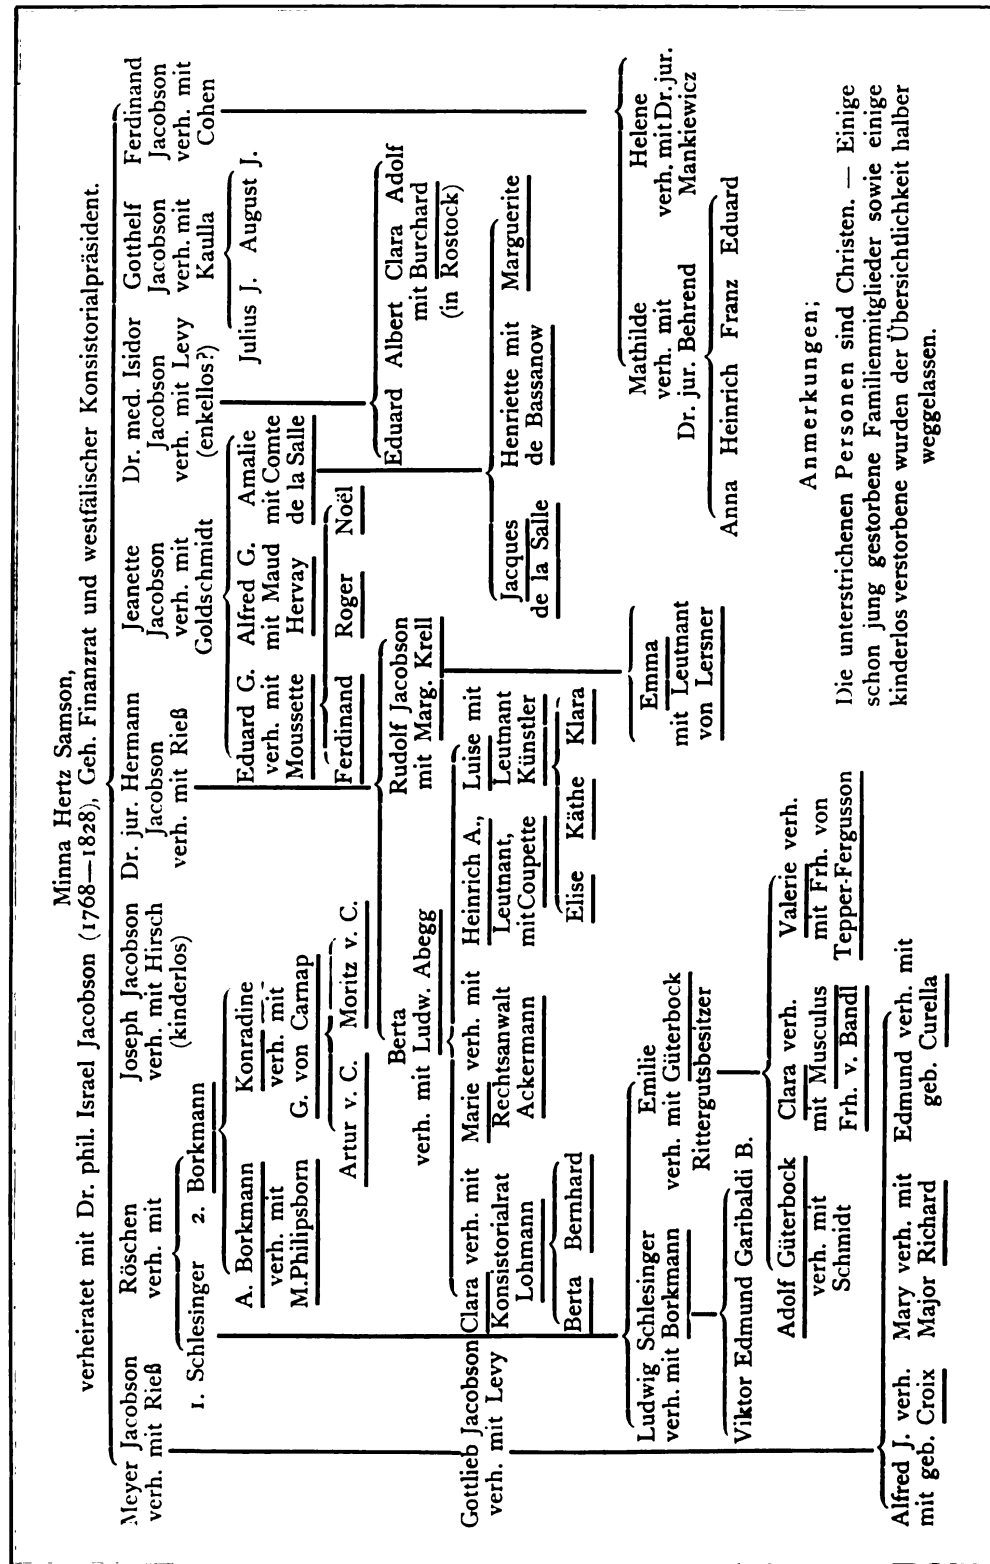 Minna Hertz Samson,
verheiratet mit Dr. phil. Israel Jacobson (1768—1828), Geh. Finanzrat und westfälischer Konsistorialpräsident.
Meyer Jacobson
verh. mit Rieß
Röschen
verh. mit
Joseph Jacobson
verh. mit Hirsch
(kinderlos)
Dr. jur. Hermann
Jacobson
verh. mit Rieß
Jeanette
Jacobson
verh. mit
Goldschmidt
Dr. med. Isidor
Jacobson
verh. mit Levy
(enkellos?)
Gotthelf
Jacobson
verh. mit
Kaulla
Ferdinand
Jacobson
verh. mit
Cohen
1. Schlesinger 2. Borkmann
A. Borkmann
verh. mit
M.Philipsborn
Konradine
verh. mit
G. von Carnap
Artur v. C. Moritz v. C.
Eduard G.
verh. mit
Moussette
Alfred G.
mit Maud
Hervay
Amalie
mit Comte
de la Salle
Julius J. August J.
Ferdinand Roger Noël
Berta
verh. mit Ludw. Abegg
Rudolf Jacobson
mit Marg. Krell
Eduard Albert Clara Adolf
mit Burchard
(in Rostock)
Gottlieb Jacobson
verh. mit Levy
Clara verh. mit
Konsistorialrat
Lohmann
Marie verh. mit
Rechtsanwalt
Ackermann
Heinrich A.,
Leutnant,
mit Coupette
Luise mit
Leutnant
Künstler
Jacques
de la Salle
Henriette mit
de Bassanow
Marguerite
Berta Bernhard
Elise Käthe Klara
Ludwig Schlesinger
verh. mit Borkmann
Emilie
verh. mit Güterbock
Rittergutsbesitzer
Emma
mit Leutnant
von Lersner
Mathilde
verh. mit
Dr. jur. Behrend
Helene
verh. mit Dr. jur.
Mankiewicz
Viktor Edmund Garibaldi B.
Anna Heinrich Franz Eduard
Adolf Güterbock
verh. mit
Schmidt
Clara verh.
mit Musculus
Frh. v. Bandl
Valerie verh.
mit Frh. von
Tepper-Fergusson
Alfred J. verh.
mit geb. Croix
Mary verh. mit
Major Richard
Edmund verh. mit
geb. Curella
Anmerkungen;
Die unterstrichenen Personen sind Christen. — Einige
schon jung gestorbene Familienmitglieder sowie einige
kinderlos verstorbene wurden der Übersichtlichkeit halber
weggelassen.